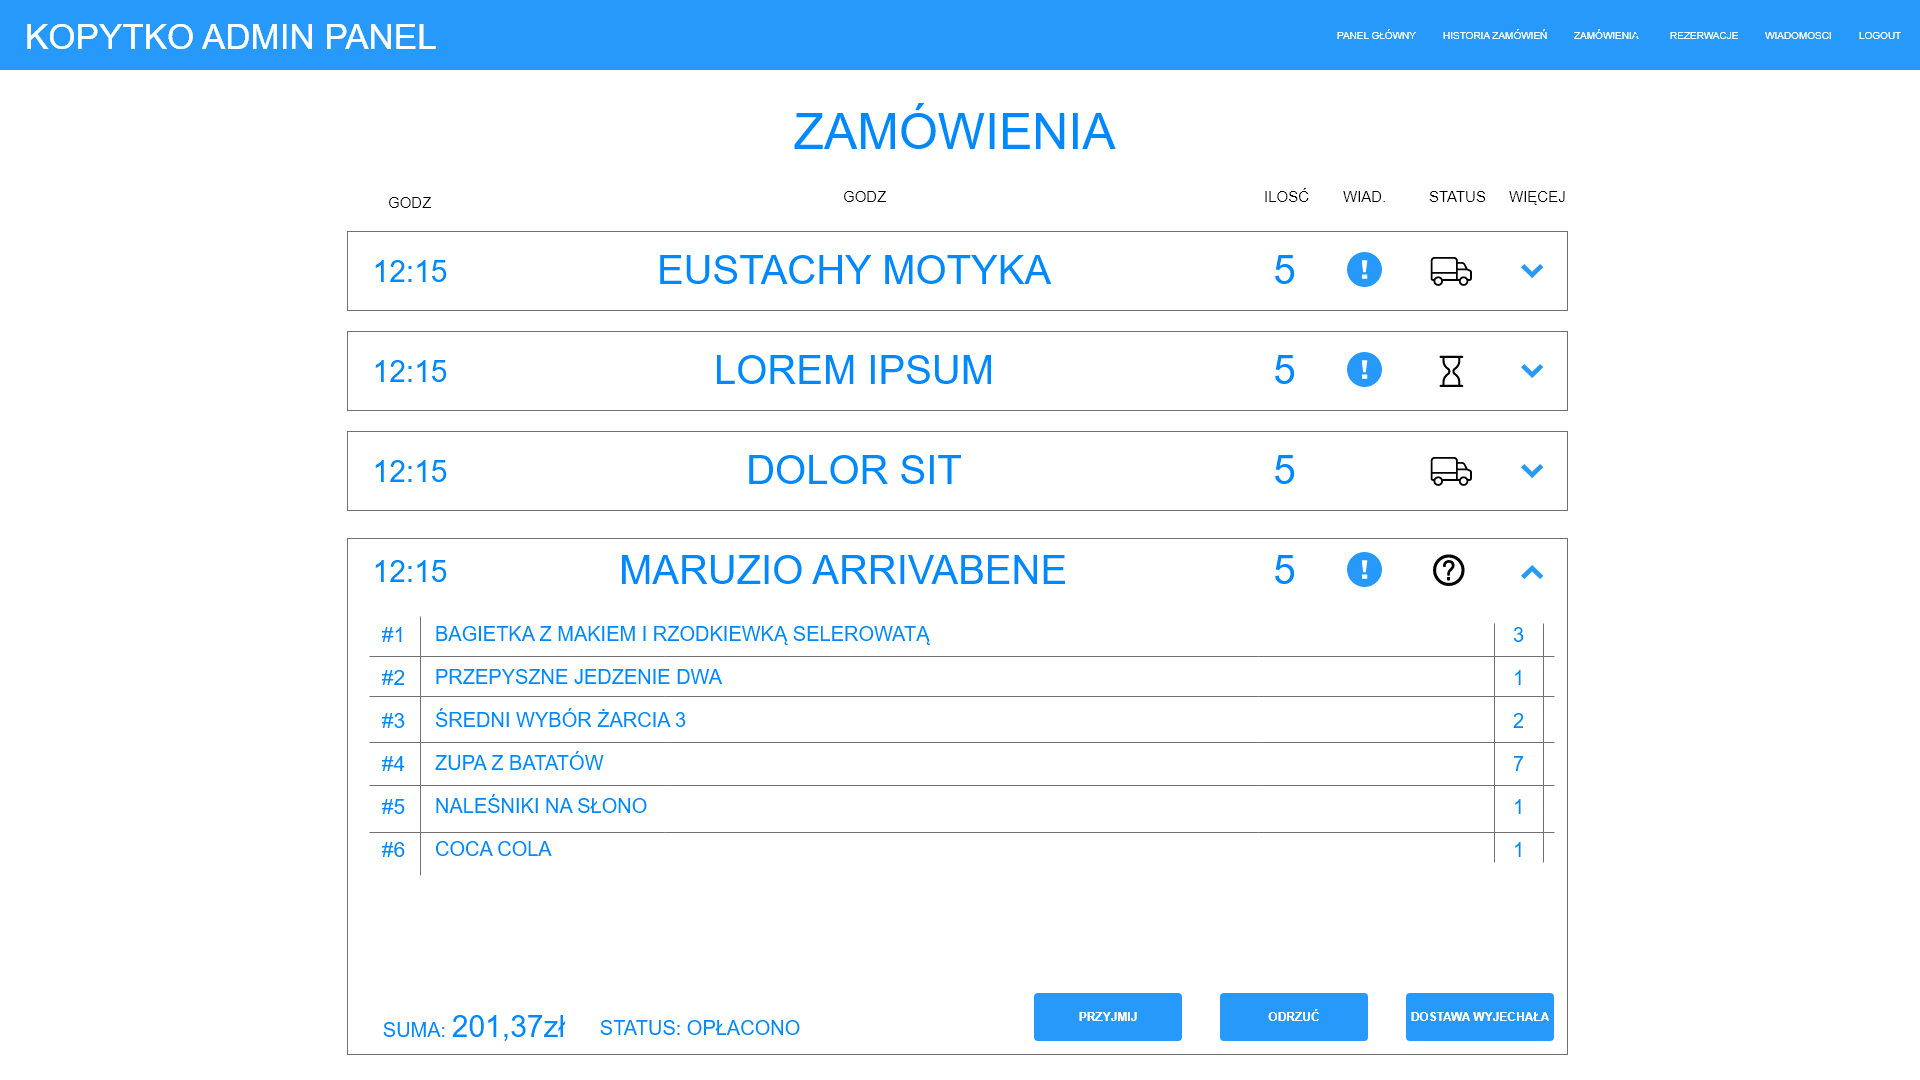 KOPYTKO ADMIN PANEL
PANEL GŁÓWNY HISTORIA ZAMÓWIEŃ ZAMÓWIENIA REZERWACJE WIADOMOSCI LOGOUT
ZAMÓWIENIA
GODZ GODZ ILOSĆ WIAD. STATUS WIĘCEJ
12:15 EUSTACHY MOTYKA 5 !
12:15 LOREM IPSUM 5 !
12:15 DOLOR SIT 5
12:15 MARUZIO ARRIVABENE 5 ! ?
#1 BAGIETKA Z MAKIEM I RZODKIEWKĄ SELEROWATĄ 3
#2 PRZEPYSZNE JEDZENIE DWA 1
#3 ŚREDNI WYBÓR ŻARCIA 3 2
#4 ZUPA Z BATATÓW 7
#5 NALEŚNIKI NA SŁONO 1
#6 COCA COLA 1
SUMA: 201,37zł STATUS: OPŁACONO PRZYJMIJ ODRZUĆ DOSTAWA WYJECHAŁA